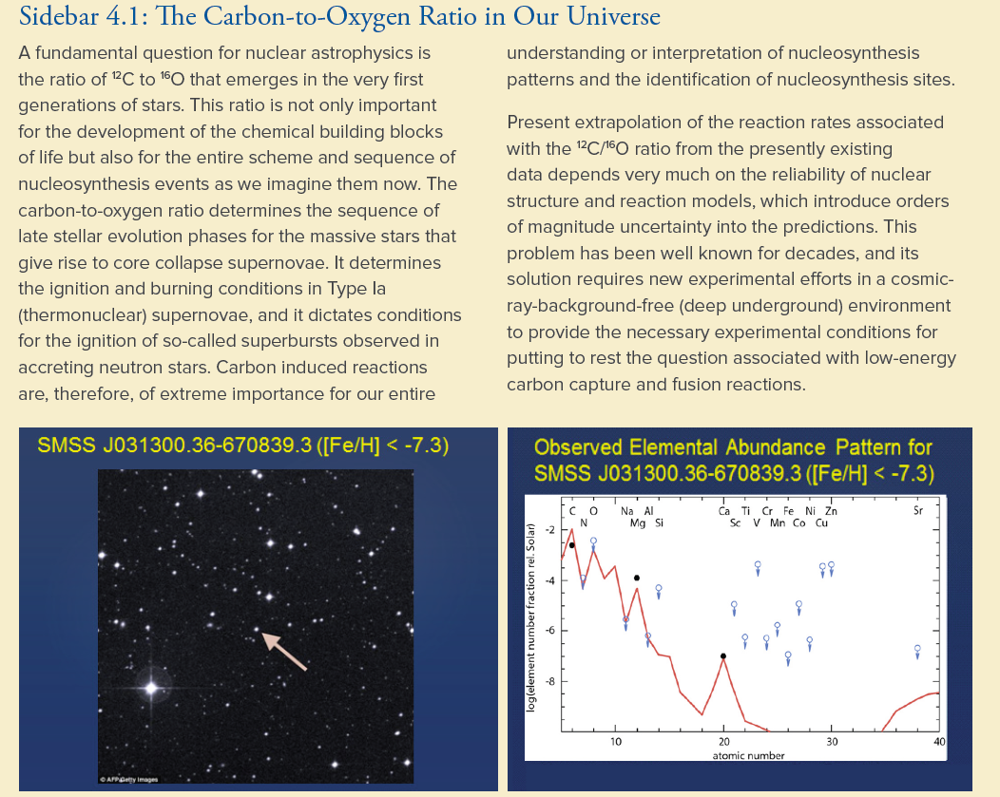 Sidebar 4.1: The Carbon-to-Oxygen Ratio in Our Universe
A fundamental question for nuclear astrophysics is
the ratio of ¹²C to ¹⁶O that emerges in the very first
generations of stars. This ratio is not only important
for the development of the chemical building blocks
of life but also for the entire scheme and sequence of
nucleosynthesis events as we imagine them now. The
carbon-to-oxygen ratio determines the sequence of
late stellar evolution phases for the massive stars that
give rise to core collapse supernovae. It determines
the ignition and burning conditions in Type Ia
(thermonuclear) supernovae, and it dictates conditions
for the ignition of so-called superbursts observed in
accreting neutron stars. Carbon induced reactions
are, therefore, of extreme importance for our entire
understanding or interpretation of nucleosynthesis
patterns and the identification of nucleosynthesis sites.
Present extrapolation of the reaction rates associated
with the ¹²C/¹⁶O ratio from the presently existing
data depends very much on the reliability of nuclear
structure and reaction models, which introduce orders
of magnitude uncertainty into the predictions. This
problem has been well known for decades, and its
solution requires new experimental efforts in a cosmic-
ray-background-free (deep underground) environment
to provide the necessary experimental conditions for
putting to rest the question associated with low-energy
carbon capture and fusion reactions.
SMSS J031300.36-670839.3 ([Fe/H] < -7.3)
© AFP/Getty Images
Observed Elemental Abundance Pattern for
SMSS J031300.36-670839.3 ([Fe/H] < -7.3)
C O Na Al Ca Ti Cr Fe Ni Zn Sr
N Mg Si Sc V Mn Co Cu
log(element number fraction rel. Solar)
-2
-4
-6
-8
10 20 30 40
atomic number